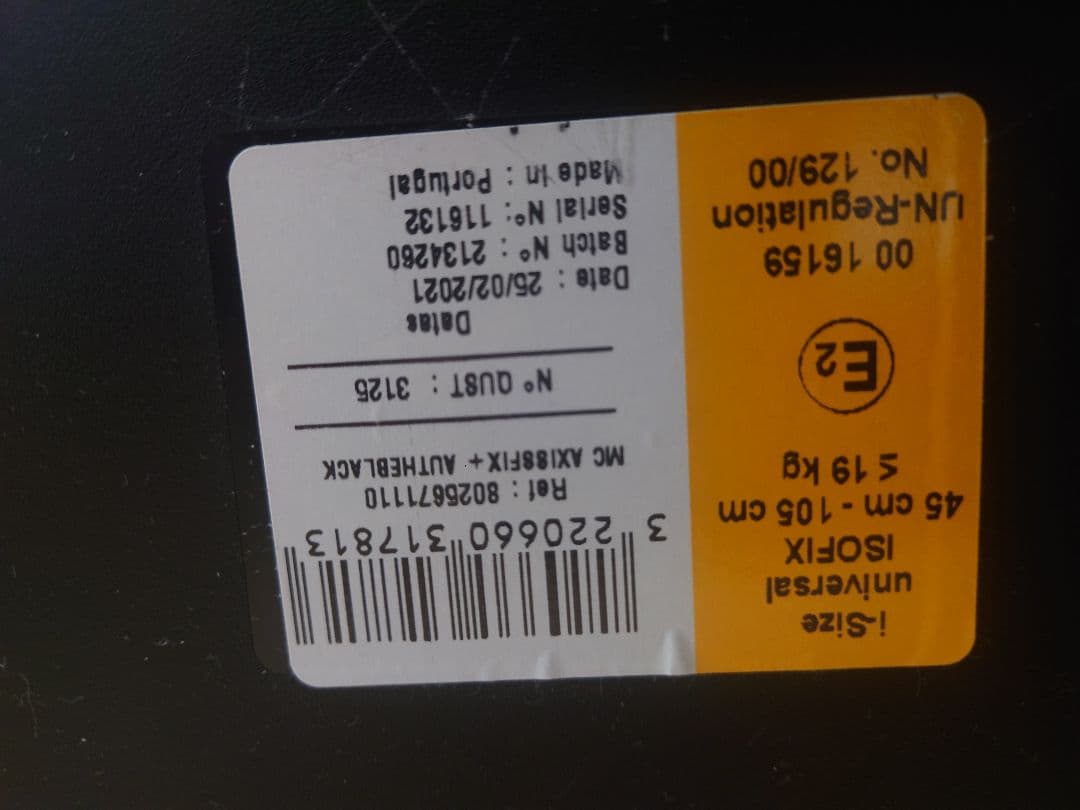 i-Size
universal
ISOFIX
45 cm - 105 cm
≤ 19 kg
E2
00 16159
UN-Regulation
No. 129/00
3 220660 317813
Ref : 8025671110
MC AXISSFIX+ AUTHEBLACK
N° QUST : 3125
Datas
Date : 25/02/2021
Batch N° : 2134260
Serial N°: 116132
Made in : Portugal